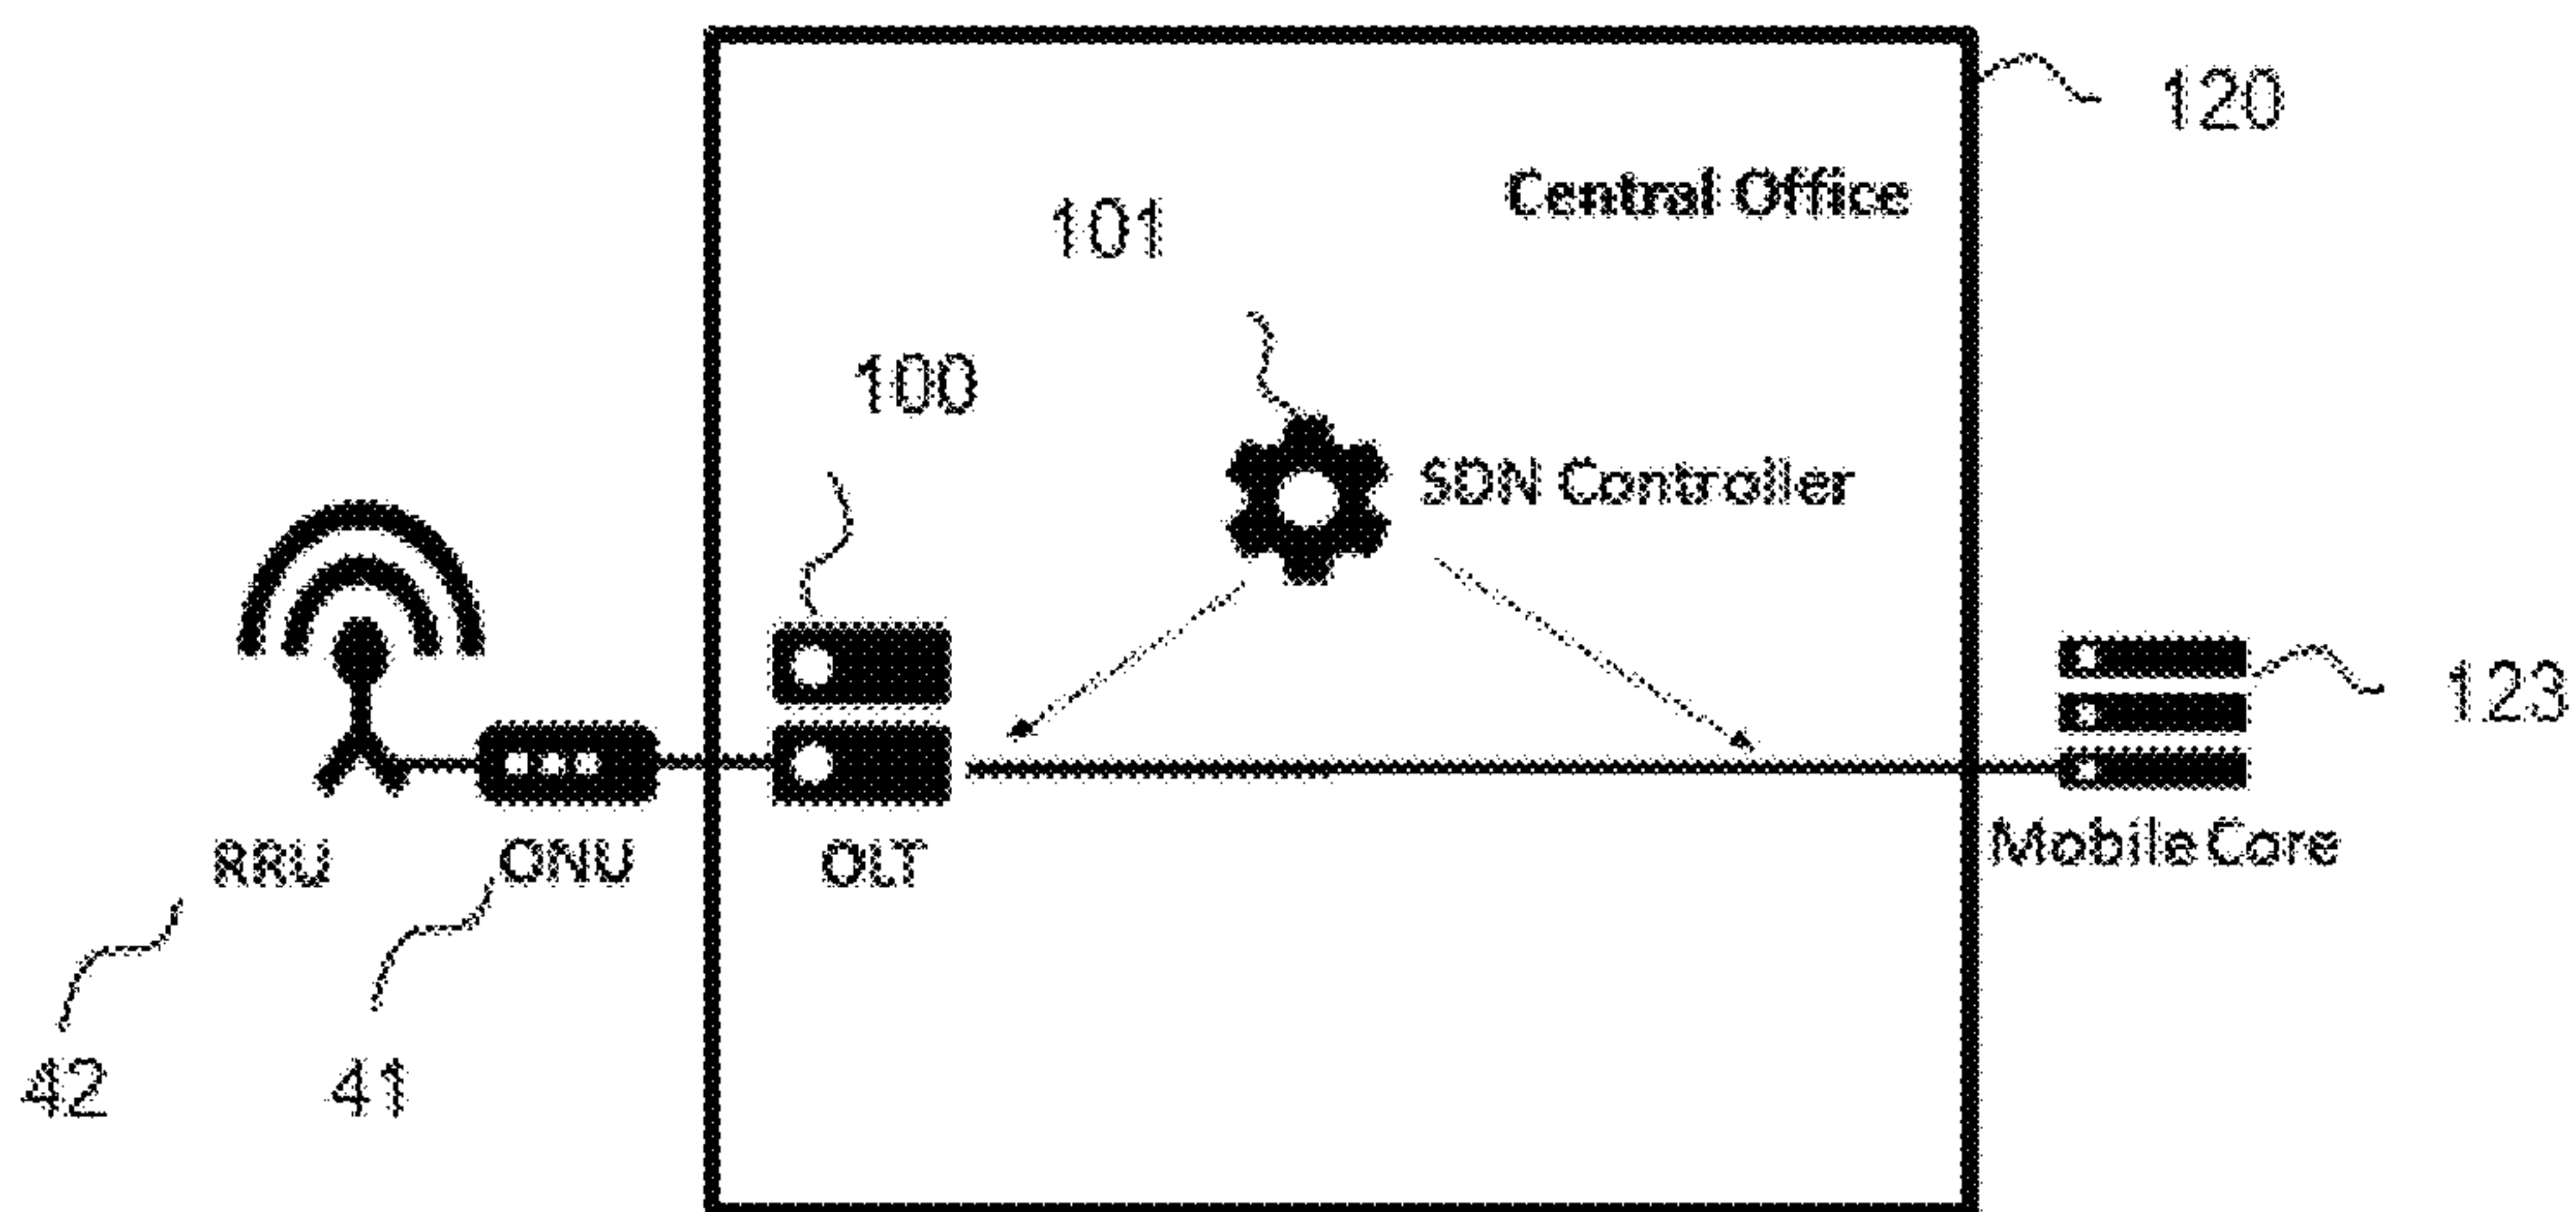 120
Central Office
101
100
SDN Controller
123
RRU
ONU
OLT
Mobile Core
42
41